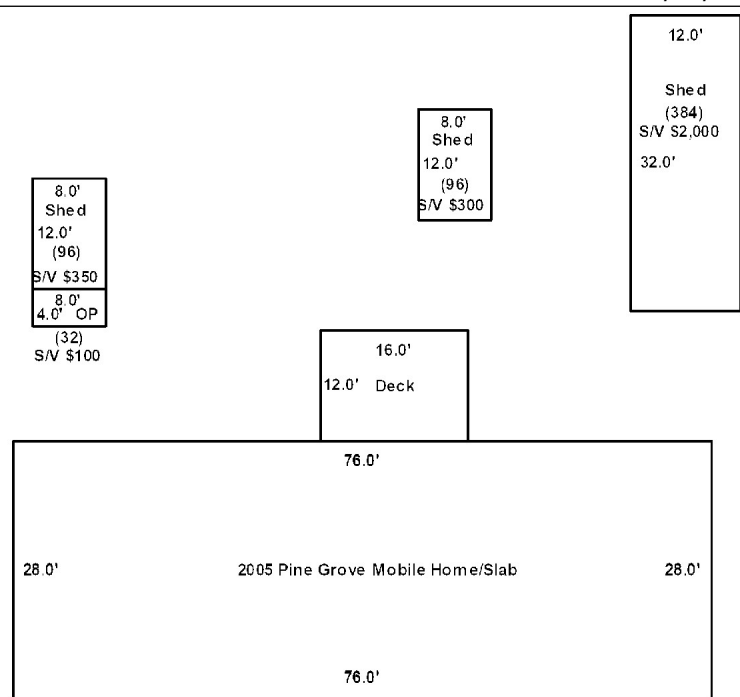 12.0'
Shed
(384)
S/V S2,000
32.0'
8.0'
Shed
12.0'
(96)
S/V $300
8.0'
Shed
12.0'
(96)
S/V $350
8.0'
4.0' OP
(32)
S/V $100
16.0'
12.0' Deck
76.0'
28.0' 2005 Pine Grove Mobile Home/Slab 28.0'
76.0'